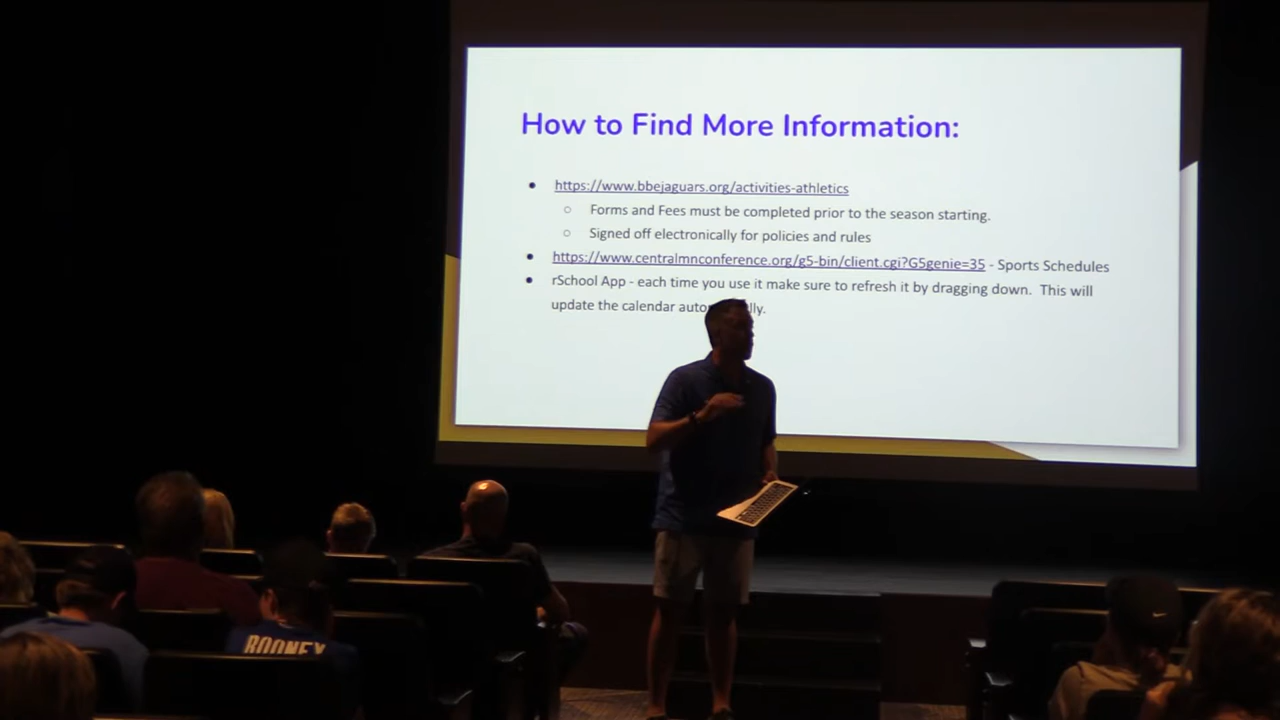 How to Find More Information:
https://www.bbejaguars.org/activities-athletics
Forms and Fees must be completed prior to the season starting.
Signed off electronically for policies and rules
https://www.centralmnconference.org/g5-bin/client.cgi?G5genie=35 - Sports Schedules
rSchool App - each time you use it make sure to refresh it by dragging down. This will
update the calendar
ROONEY